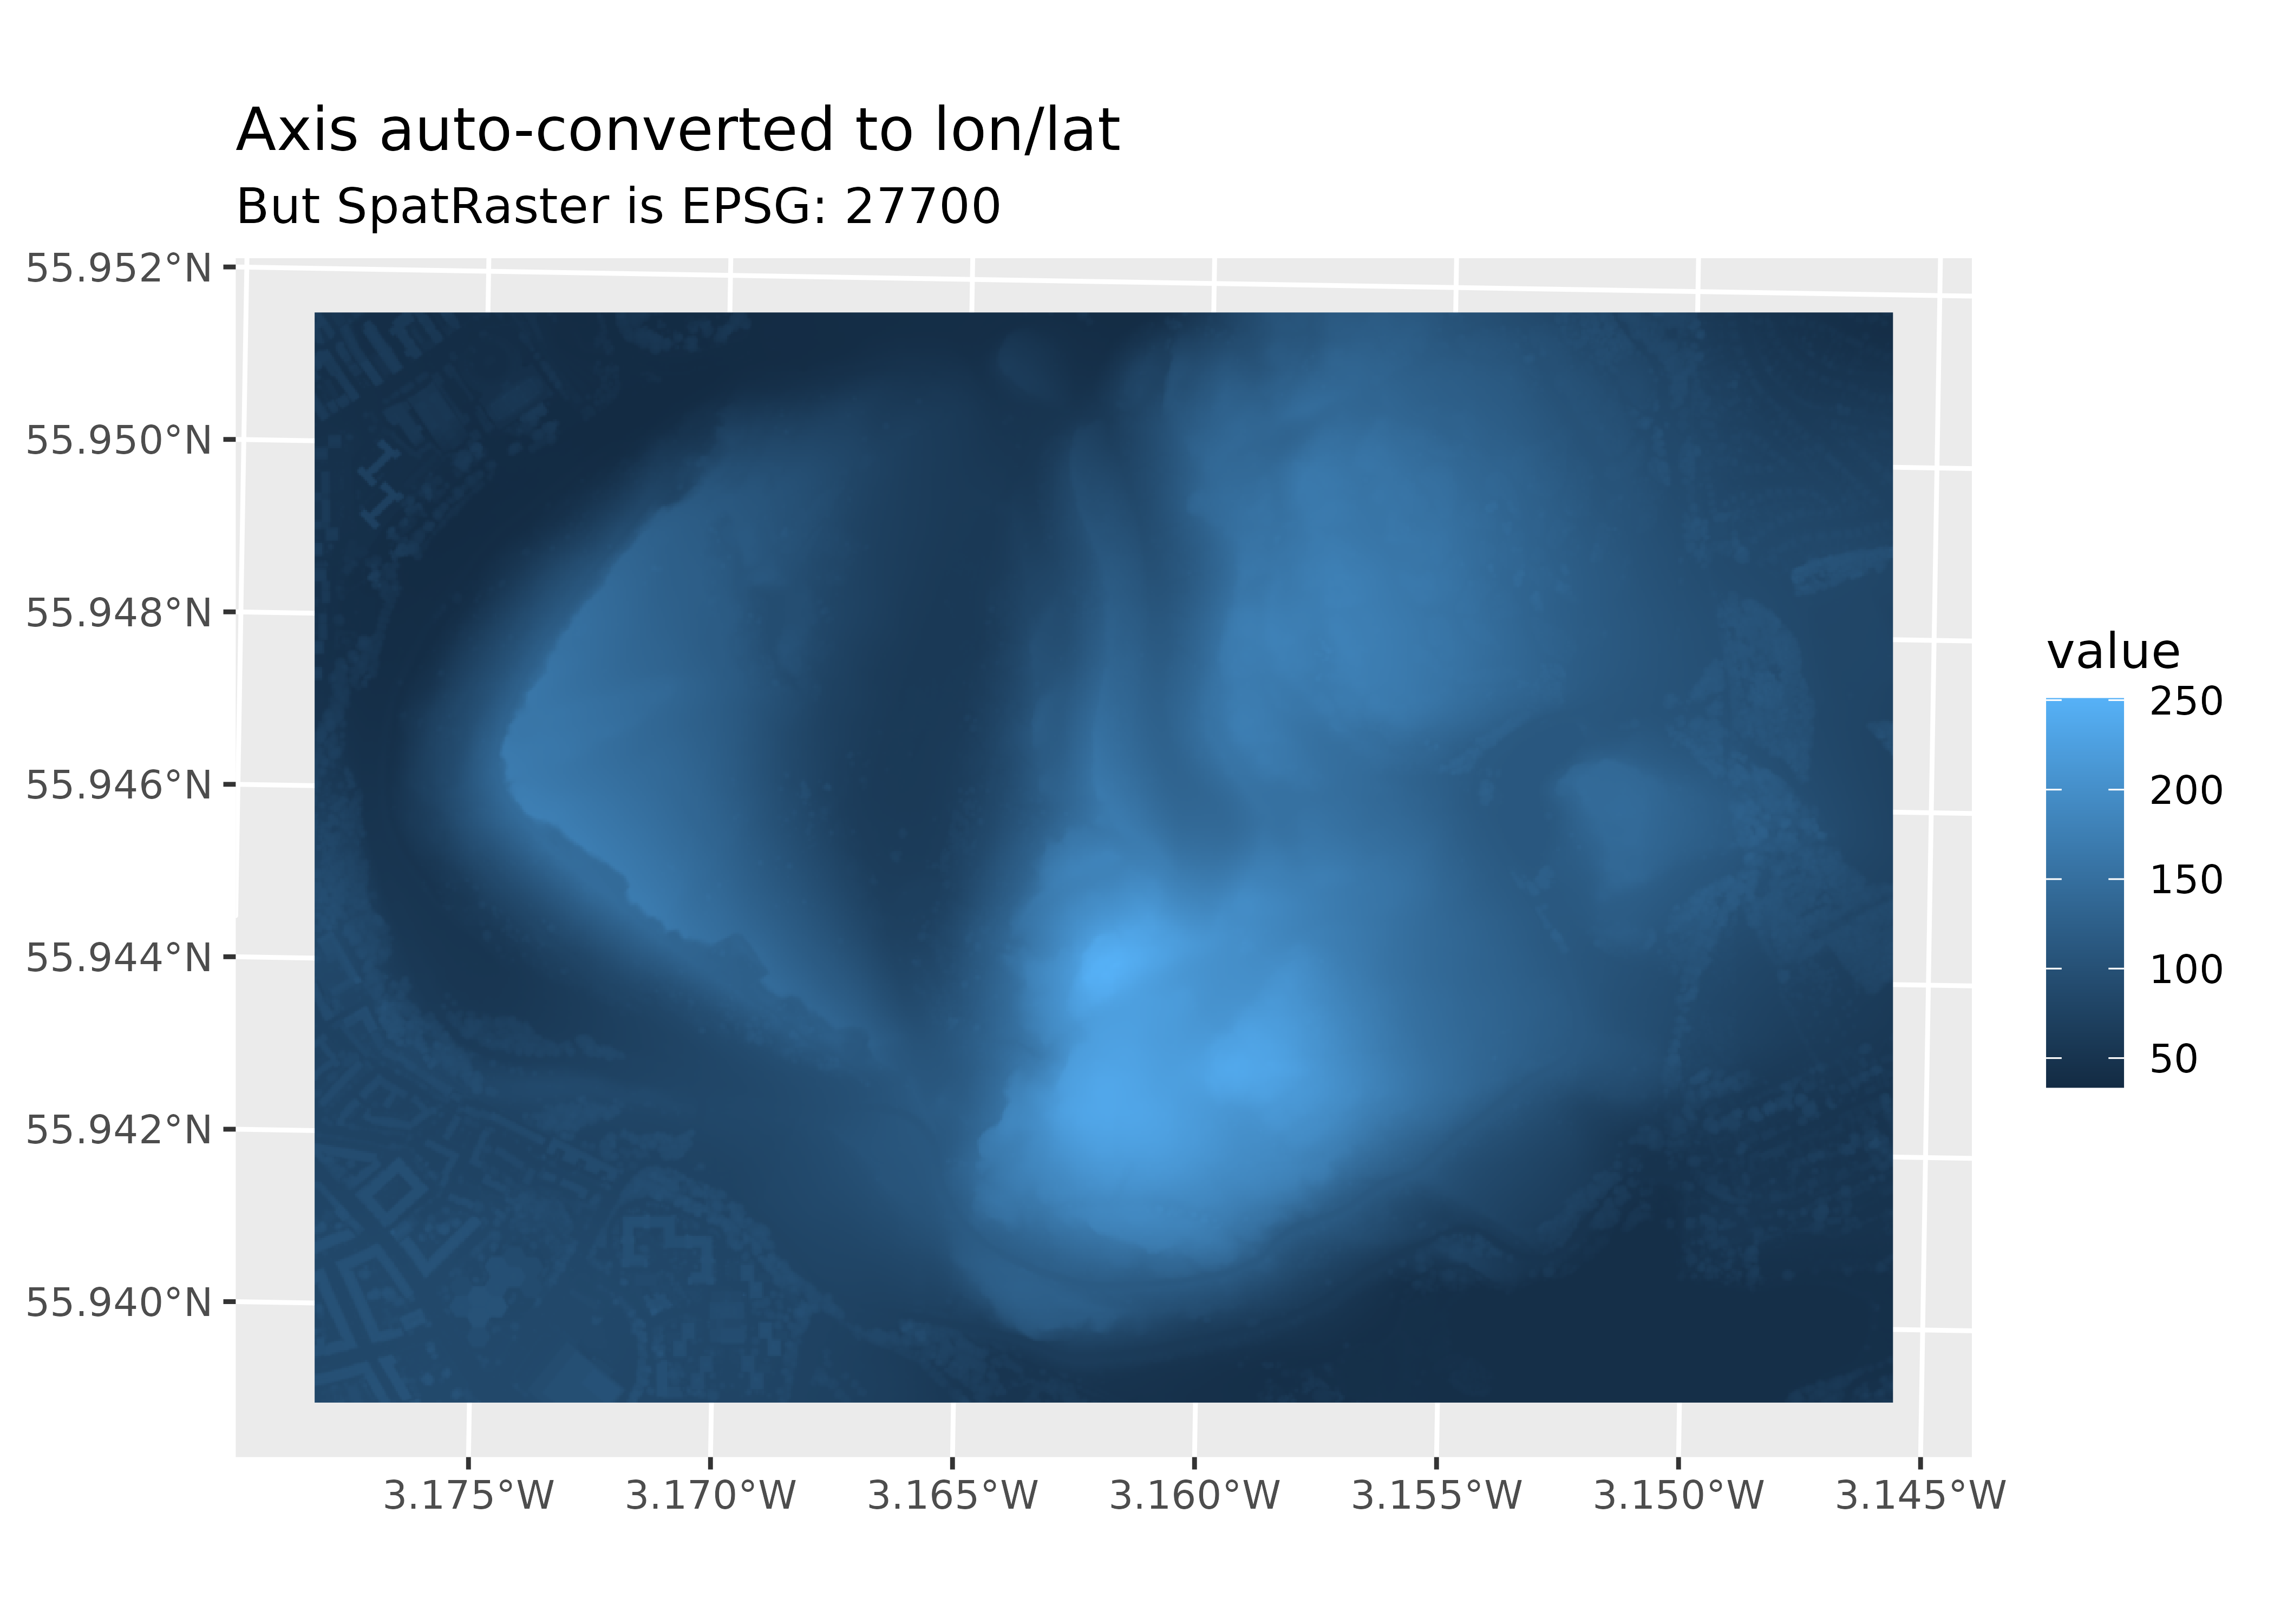 Axis auto-converted to lon/lat
But SpatRaster is EPSG: 27700
55.952°N
55.950°N
55.948°N
55.946°N
55.944°N
55.942°N
55.940°N
value
250
200
150
100
50
3.175°W 3.170°W 3.165°W 3.160°W 3.155°W 3.150°W 3.145°W